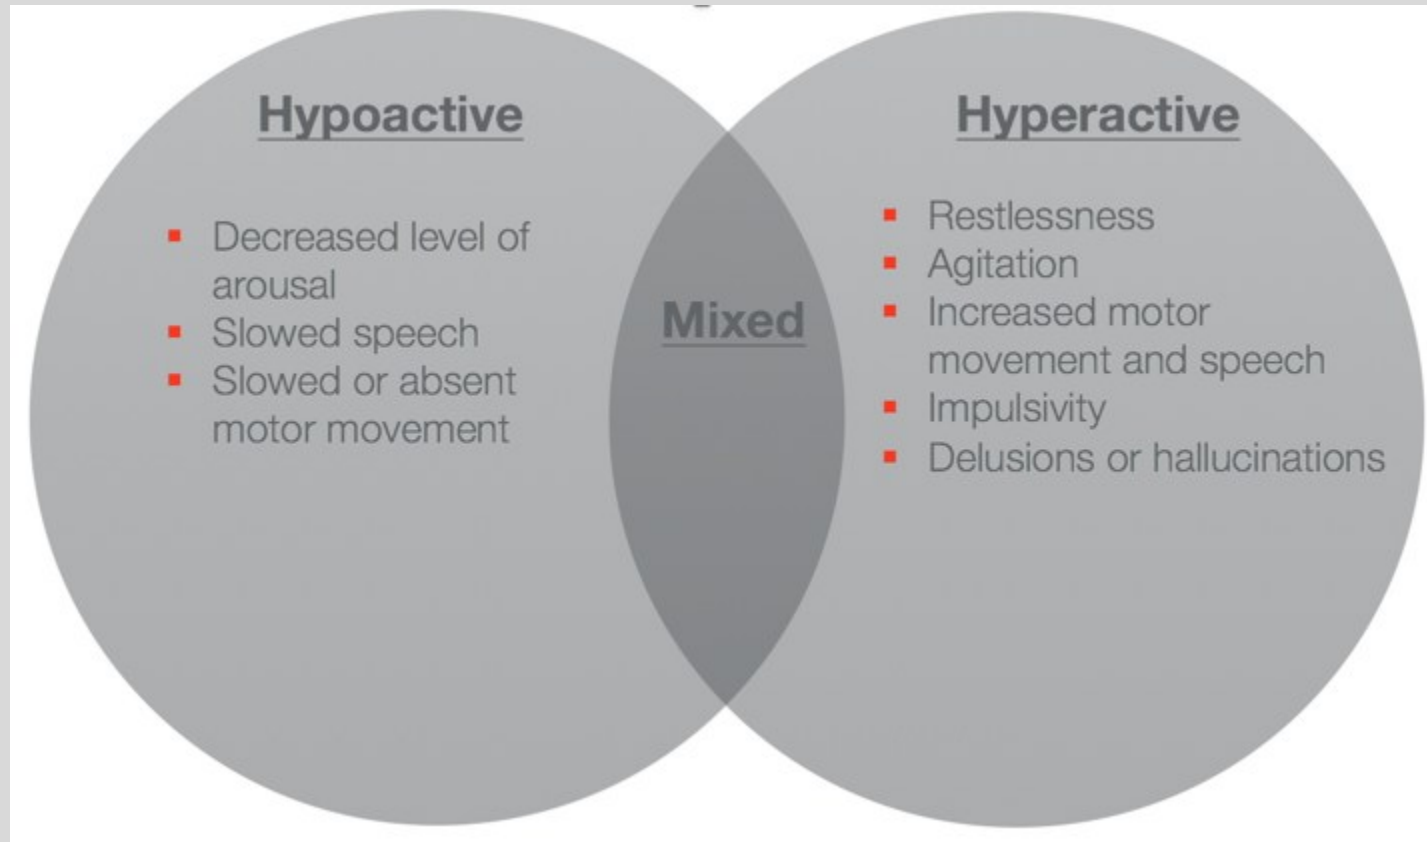 Hypoactive
▪ Decreased level of
arousal
▪ Slowed speech
▪ Slowed or absent
motor movement
Mixed
Hyperactive
▪ Restlessness
▪ Agitation
▪ Increased motor
movement and speech
▪ Impulsivity
▪ Delusions or hallucinations